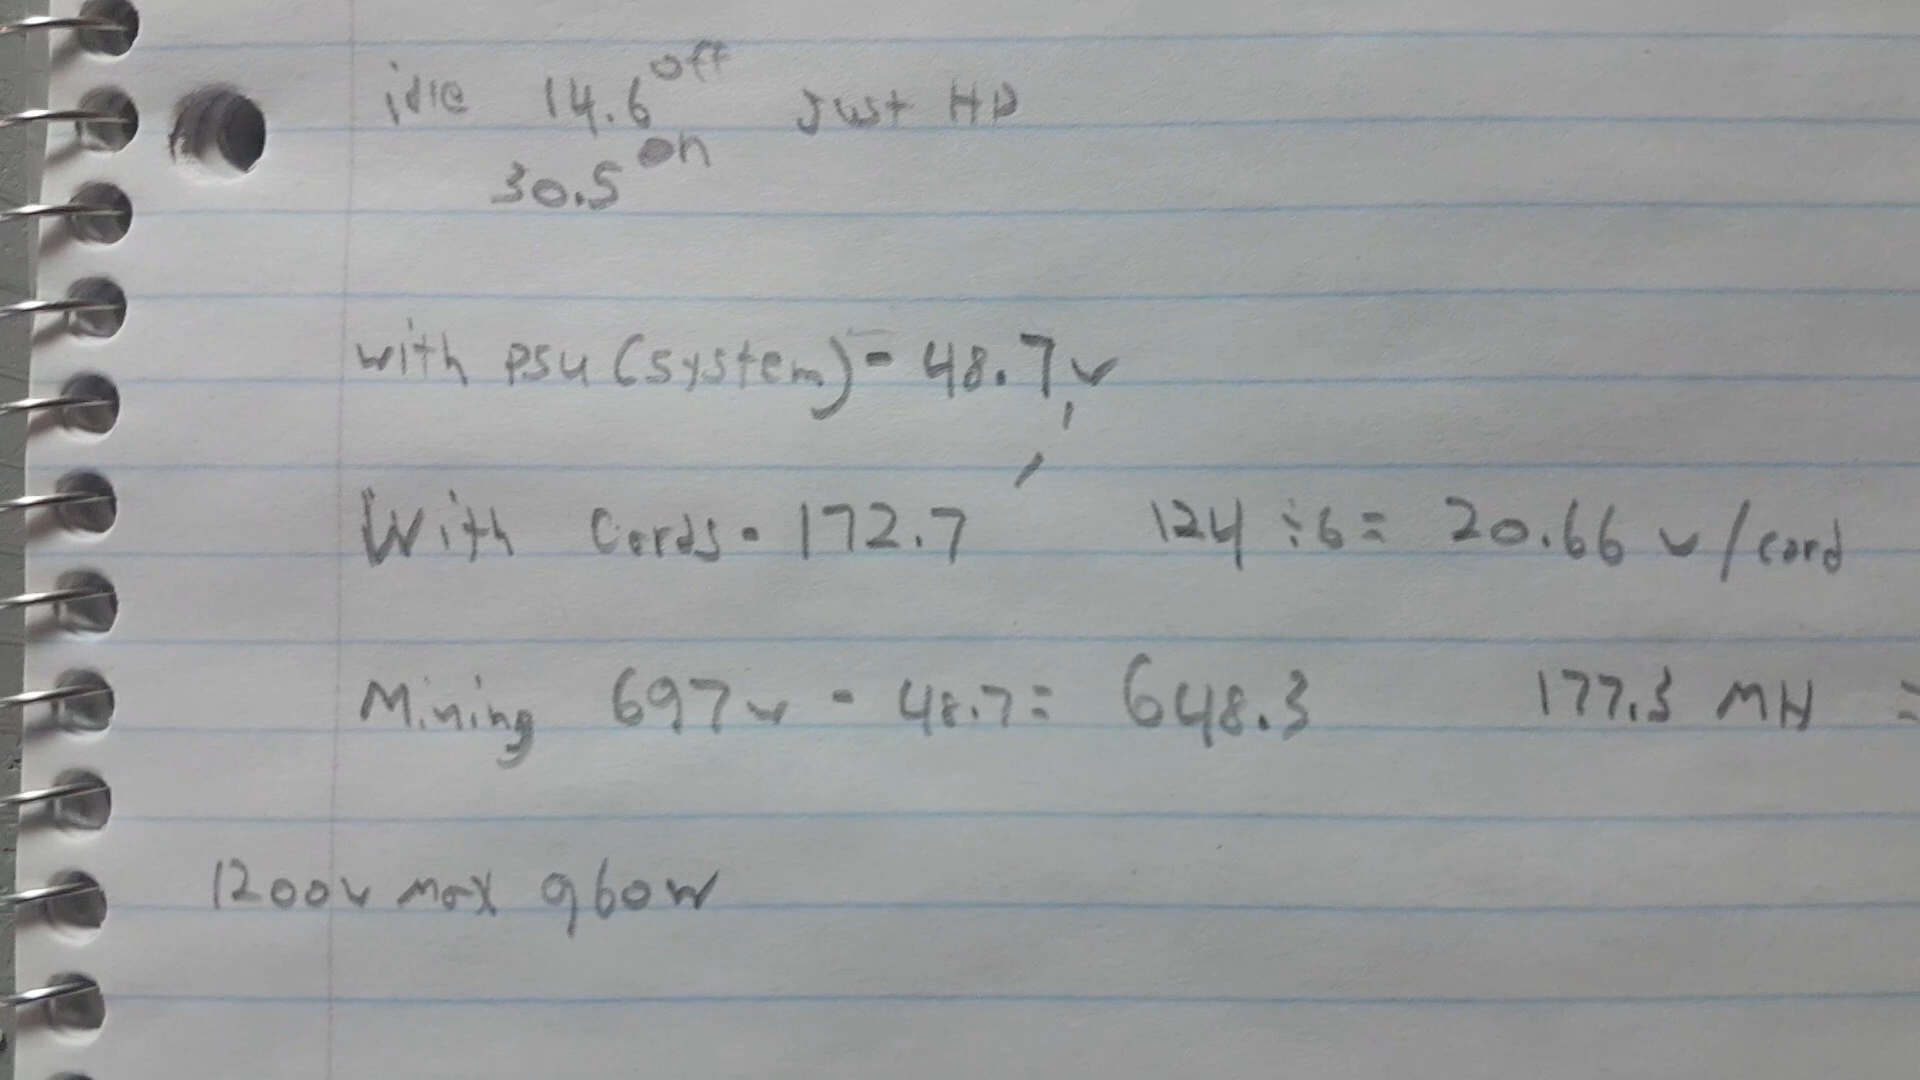 idle 14.6 off Just HD
30.5 on
with psu (system) - 48.7w
With Cards - 172.7 124 ÷ 6 = 20.66 w/card
Mining 697w - 48.7 = 648.3 177.3 MH =
1200w max 960w